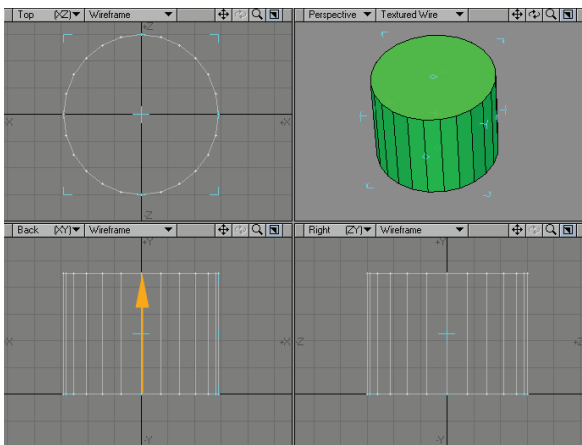 Top (XZ) Wireframe
Perspective Textured Wire
+Z
-X +X
-Z
Back (XY) Wireframe
Right (ZY) Wireframe
+Y +Y
-X +X -Z +Z
-Y -Y